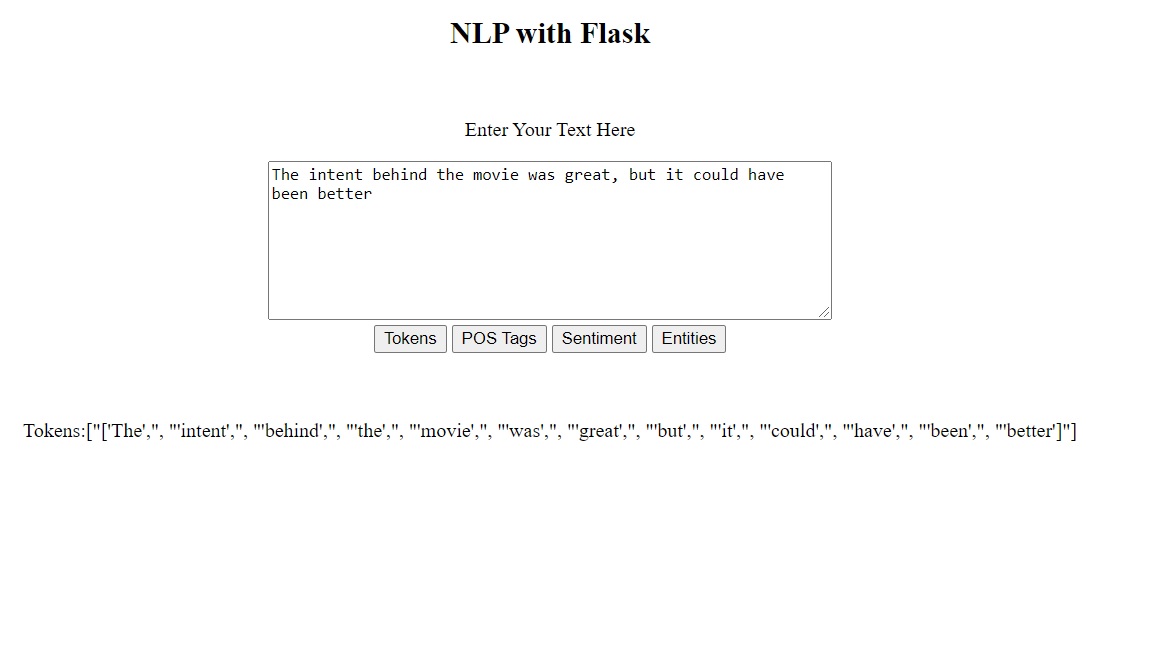 NLP with Flask
Enter Your Text Here
The intent behind the movie was great, but it could have
been better
Tokens POS Tags Sentiment Entities
Tokens:["['The',", "'intent',", "'behind',", "'the',", "'movie',", "'was',", "'great',", "'but',", "'it',", "'could',", "'have',", "'been',", "'better']"]